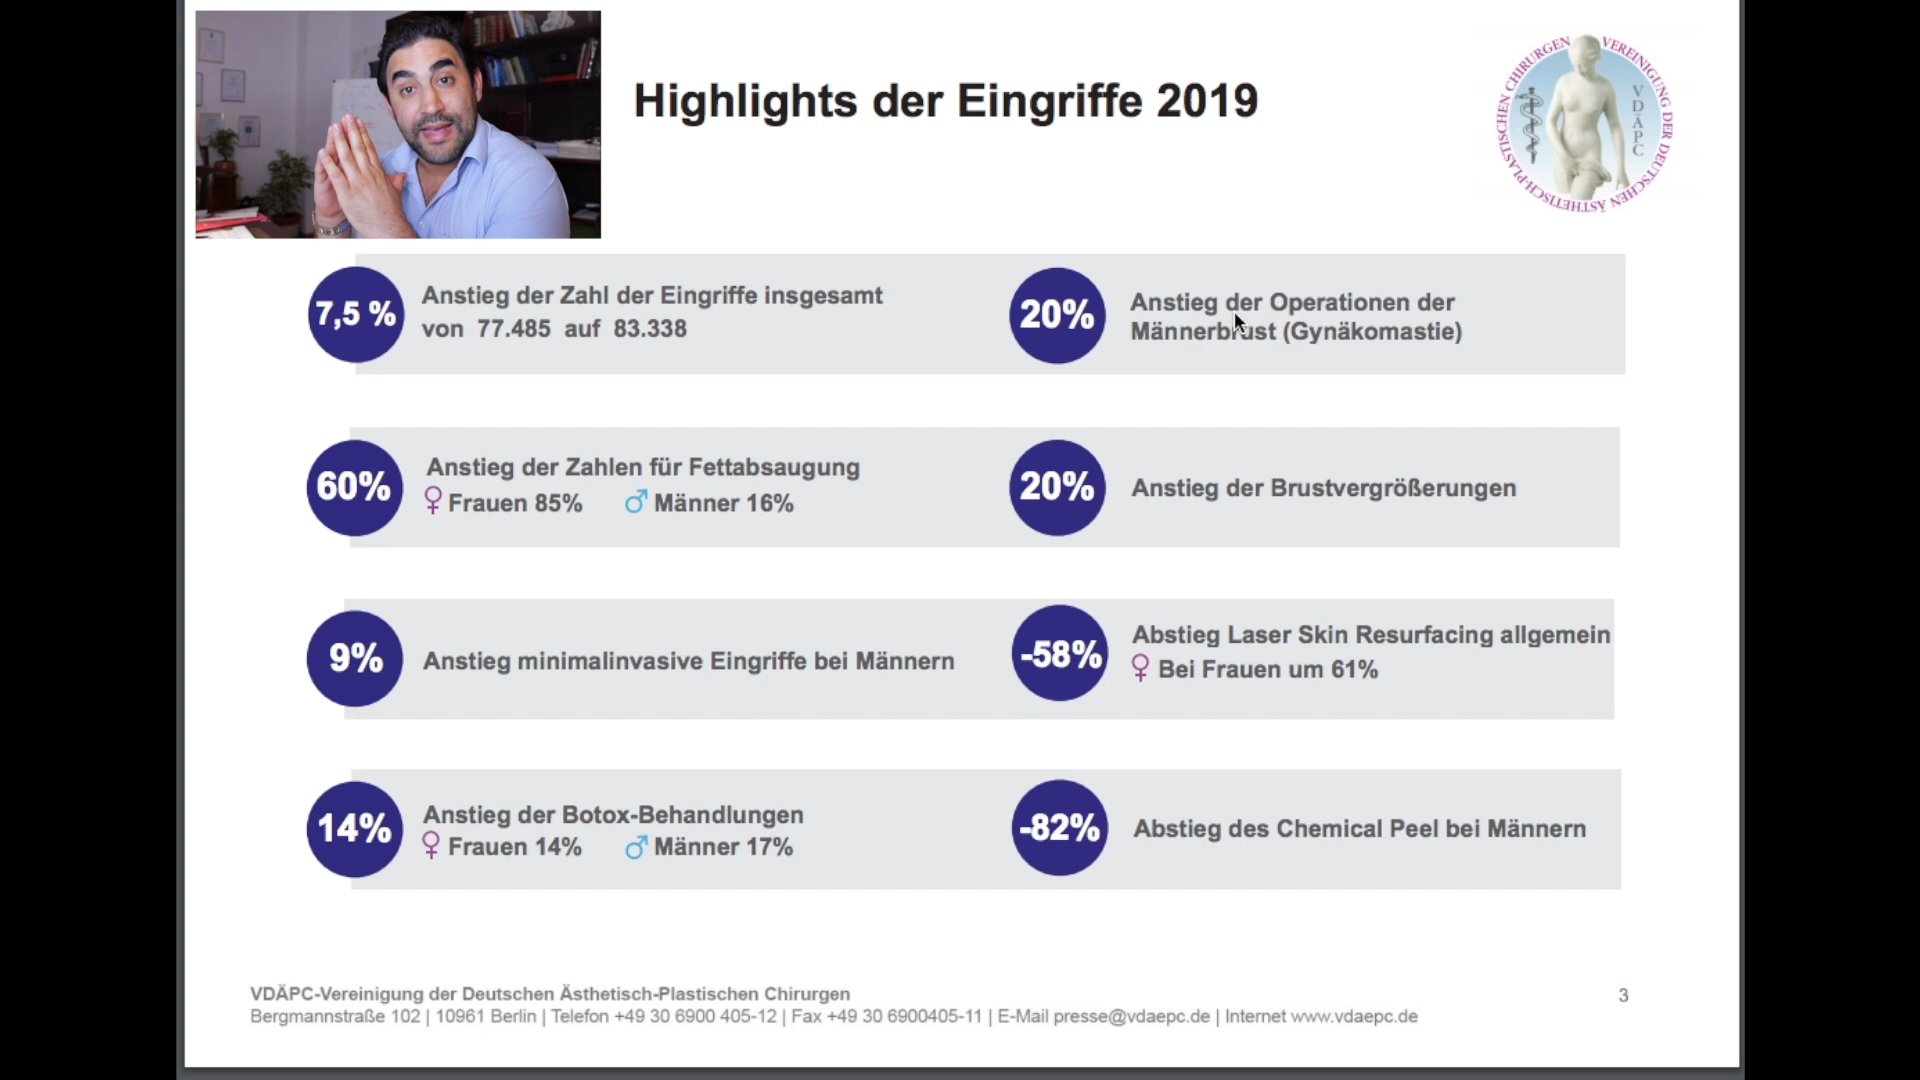 Highlights der Eingriffe 2019
VEREINIGUNG DER DEUTSCHEN ÄSTHETISCH-PLASTISCHEN CHIRURGEN
VDÄPC
7,5 %
Anstieg der Zahl der Eingriffe insgesamt
von 77.485 auf 83.338
20%
Anstieg der Operationen der
Männerbrust (Gynäkomastie)
60%
Anstieg der Zahlen für Fettabsaugung
♀ Frauen 85% ♂ Männer 16%
20%
Anstieg der Brustvergrößerungen
9%
Anstieg minimalinvasive Eingriffe bei Männern
-58%
Abstieg Laser Skin Resurfacing allgemein
♀ Bei Frauen um 61%
14%
Anstieg der Botox-Behandlungen
♀ Frauen 14% ♂ Männer 17%
-82%
Abstieg des Chemical Peel bei Männern
VDÄPC-Vereinigung der Deutschen Ästhetisch-Plastischen Chirurgen
Bergmannstraße 102 | 10961 Berlin | Telefon +49 30 6900 405-12 | Fax +49 30 6900405-11 | E-Mail presse@vdaepc.de | Internet www.vdaepc.de
3